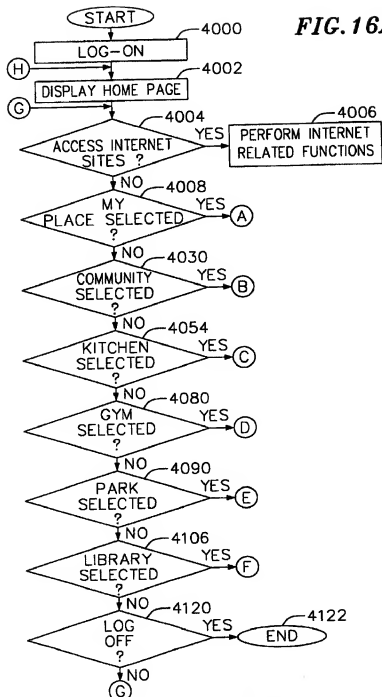 START
FIG. 16A
4000
LOG-ON
H
4002
DISPLAY HOME PAGE
G
4004
ACCESS INTERNET
SITES ?
YES
4006
PERFORM INTERNET
RELATED FUNCTIONS
NO
4008
MY
PLACE SELECTED
?
YES
A
NO
4030
COMMUNITY
SELECTED
?
YES
B
NO
4054
KITCHEN
SELECTED
?
YES
C
NO
4080
GYM
SELECTED
?
YES
D
NO
4090
PARK
SELECTED
?
YES
E
NO
4106
LIBRARY
SELECTED
?
YES
F
NO
4120
LOG
OFF
?
YES
4122
END
NO
G